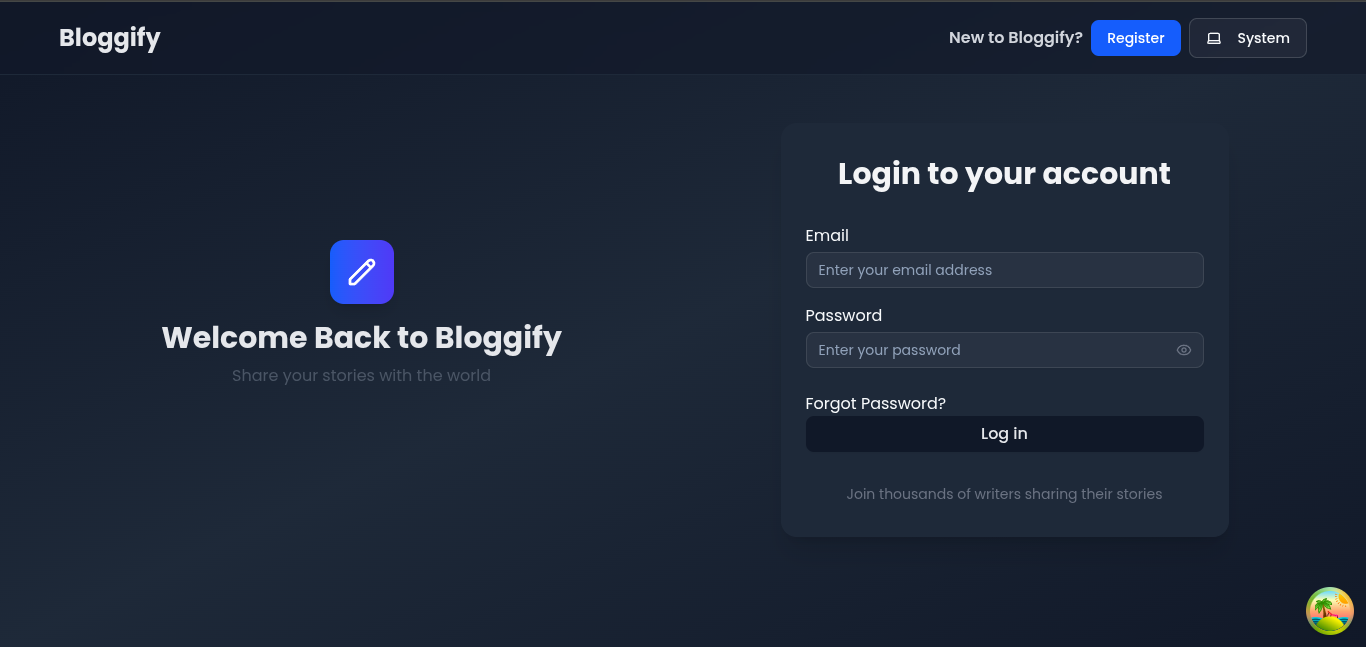 Bloggify
New to Bloggify?
Register
System
Welcome Back to Bloggify
Share your stories with the world
Login to your account
Email
Enter your email address
Password
Enter your password
Forgot Password?
Log in
Join thousands of writers sharing their stories